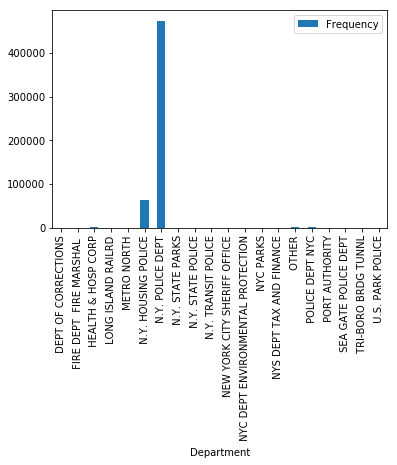 Frequency
400000
300000
200000
100000
0
DEPT OF CORRECTIONS
FIRE DEPT  FIRE MARSHAL
HEALTH & HOSP CORP
LONG ISLAND RAILRD
METRO NORTH
N.Y. HOUSING POLICE
N.Y. POLICE DEPT
N.Y. STATE PARKS
N.Y. STATE POLICE
N.Y. TRANSIT POLICE
NEW YORK CITY SHERIFF OFFICE
NYC DEPT ENVIRONMENTAL PROTECTION
NYC PARKS
NYS DEPT TAX AND FINANCE
OTHER
POLICE DEPT NYC
PORT AUTHORITY
SEA GATE POLICE DEPT
TRI-BORO BRDG TUNNL
U.S. PARK POLICE
Department